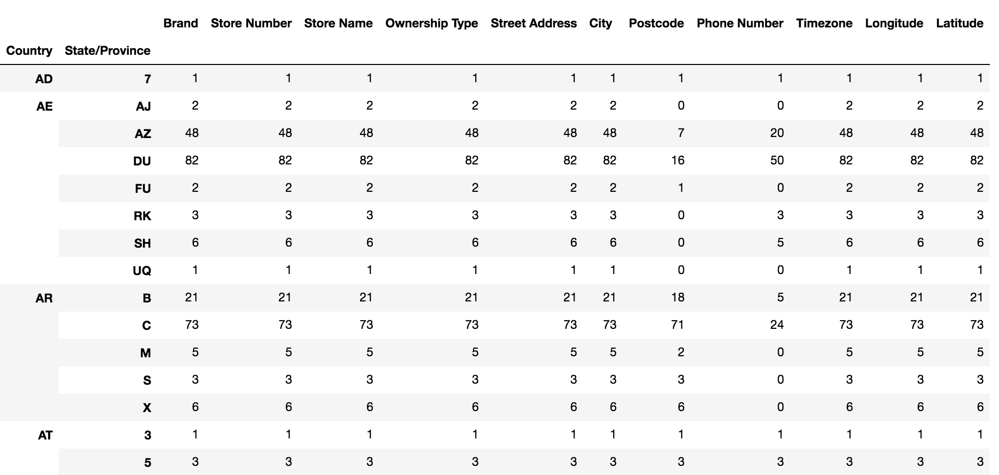 Brand Store Number Store Name Ownership Type Street Address City Postcode Phone Number Timezone Longitude Latitude
Country State/Province
AD 7 1 1 1 1 1 1 1 1 1 1 1
AE AJ 2 2 2 2 2 2 0 0 2 2 2
AZ 48 48 48 48 48 48 7 20 48 48 48
DU 82 82 82 82 82 82 16 50 82 82 82
FU 2 2 2 2 2 2 1 0 2 2 2
RK 3 3 3 3 3 3 0 3 3 3 3
SH 6 6 6 6 6 6 0 5 6 6 6
UQ 1 1 1 1 1 1 0 0 1 1 1
AR B 21 21 21 21 21 21 18 5 21 21 21
C 73 73 73 73 73 73 71 24 73 73 73
M 5 5 5 5 5 5 2 0 5 5 5
S 3 3 3 3 3 3 3 0 3 3 3
X 6 6 6 6 6 6 6 0 6 6 6
AT 3 1 1 1 1 1 1 1 1 1 1 1
5 3 3 3 3 3 3 3 3 3 3 3